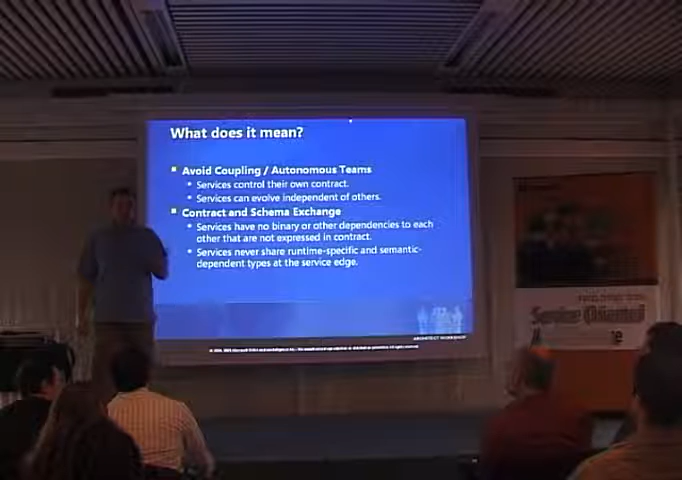 What does it mean?
Avoid Coupling / Autonomous Teams
Services control their own contract.
Services can evolve independent of others.
Contract and Schema Exchange
Services have no binary or other dependencies to each
other that are not expressed in contract.
Services never share runtime-specific and semantic-
dependent types at the service edge.
ARCHITECT WORKSHOP
Service Oriented